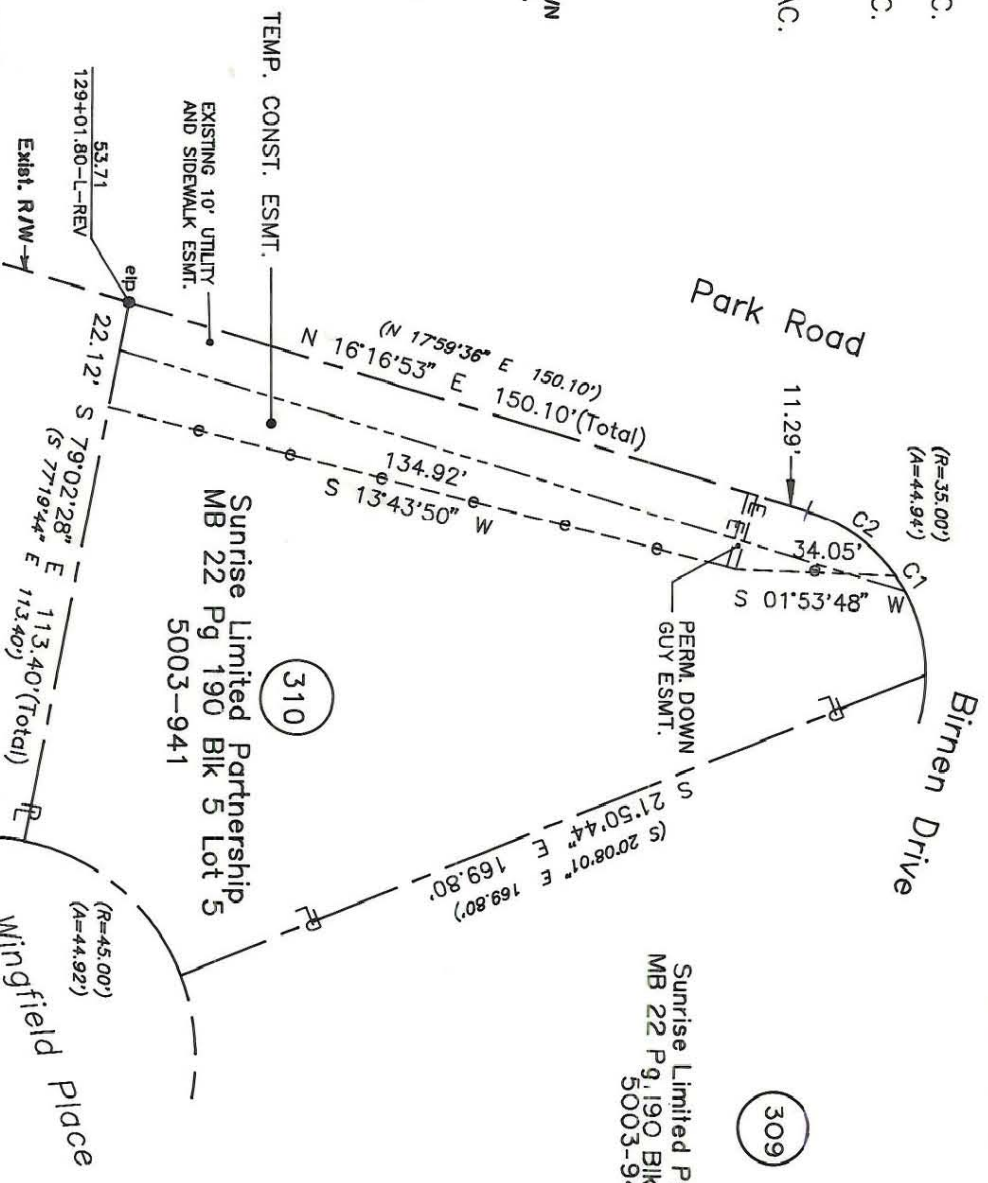 C.
C.
AC.
WN
TEMP. CONST. ESMT.
EXISTING 10' UTILITY
AND SIDEWALK ESMT.
53.71
129+01.80-L-REV
Exist. R/W
eip
Park Road
(N 17°59'36" E 150.10')
N 16°16'53" E 150.10'(Total)
11.29'
(R=35.00')
(A=44.94')
C2
C1
34.05'
S 01°53'48" W
134.92'
S 13°43'50" W
E
E
PERM. DOWN
GUY ESMT.
Birnen Drive
22.12'
S 79°02'28" E 113.40'(Total)
(S 77°19'44" E 113.40')
310
Sunrise Limited Partnership
MB 22 Pg 190 Blk 5 Lot 5
5003-941
S 21°50'44" E 169.80'
(S 20°08'01" E 169.80')
PL
PL
PL
(R=45.00')
(A=44.92')
Wingfield Place
309
Sunrise Limited P
MB 22 Pg.190 Blk
5003-9